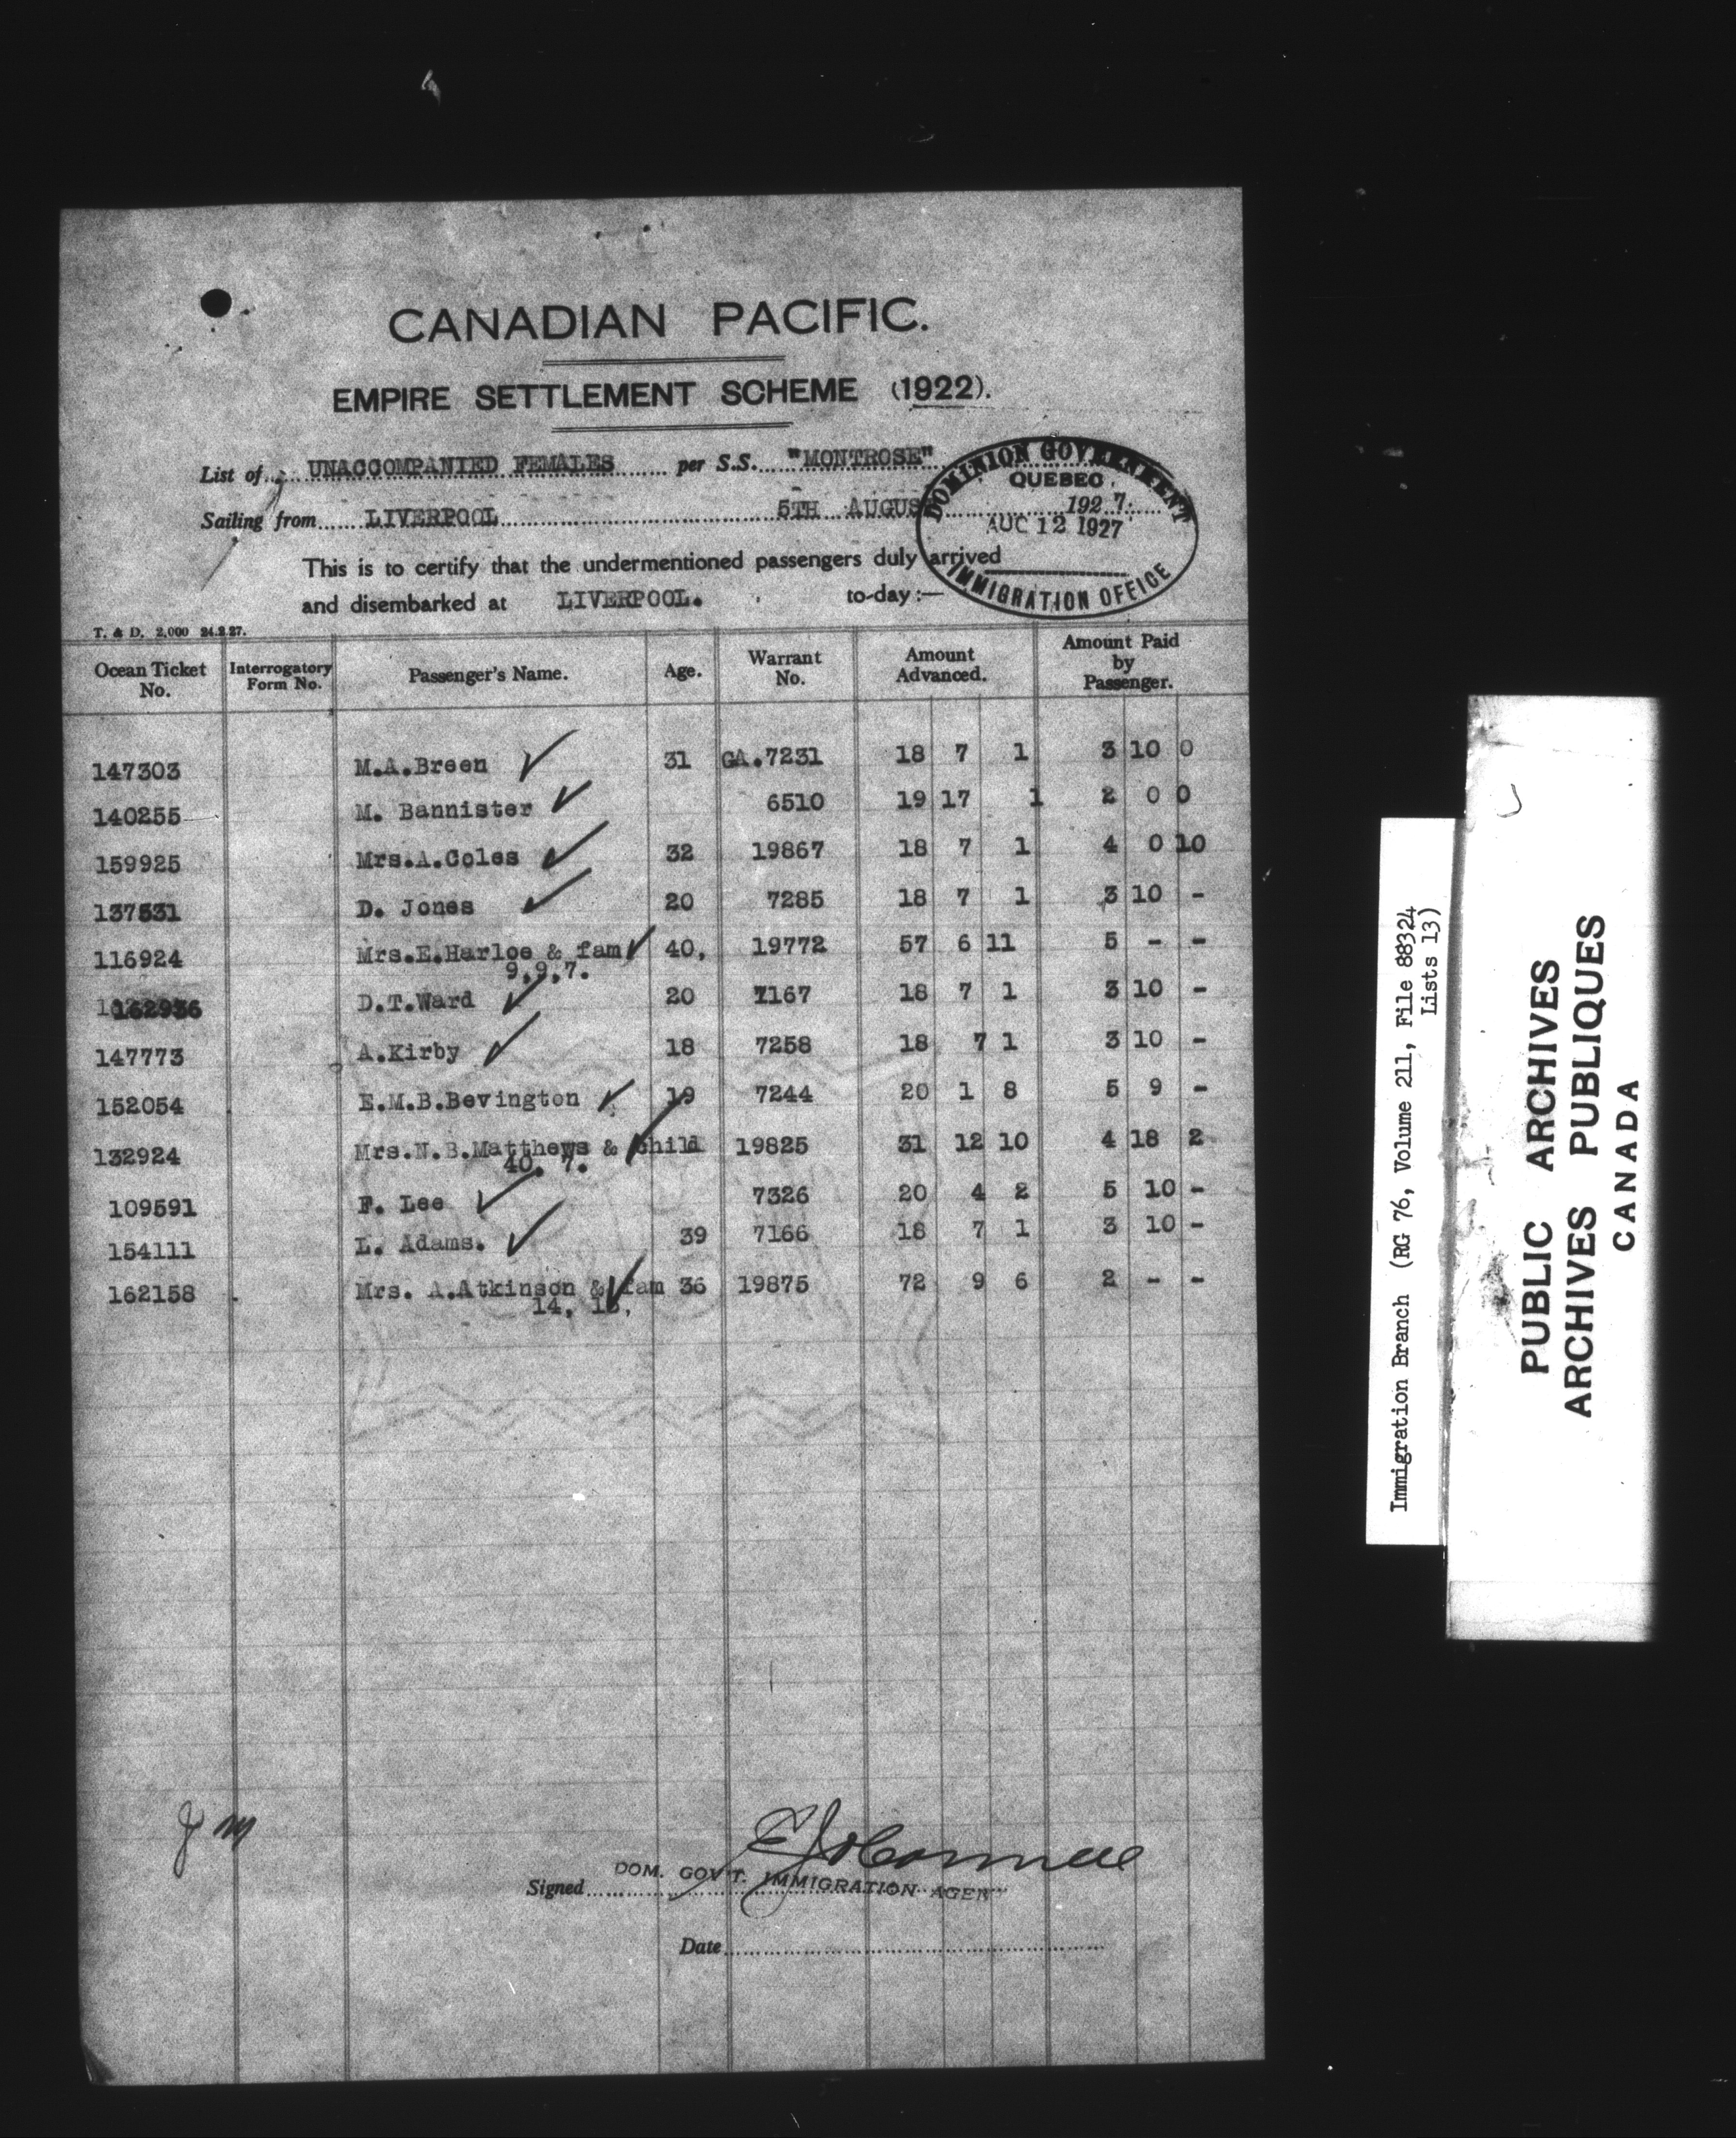 CANADIAN PACIFIC.
EMPIRE SETTLEMENT SCHEME (1922).
List of UNACCOMPANIED FEMALES per S.S. "MONTROSE"
Sailing from LIVERPOOL 5TH AUGUS 1927.
DOMINION GOVERNMENT
QUEBEC
AUG 12 1927
IMMIGRATION OFFICE
This is to certify that the undermentioned passengers duly arrived
and disembarked at LIVERPOOL. to-day :—
T. & D. 2,000 24.2.27.
Ocean Ticket No. Interrogatory Form No. Passenger's Name. Age. Warrant No. Amount Advanced. Amount Paid by Passenger.
147303 M.A.Breen 31 GA.7231 18 7 1 3 10 0
140255 M. Bannister 6510 19 17 1 2 0 0
159925 Mrs.A.Coles 32 19867 18 7 1 4 0 10
137531 D. Jones 20 7285 18 7 1 3 10 -
116924 Mrs.E.Harloe & fam 40, 19772 57 6 11 5 - -
9,9,7.
162936 D.T.Ward 20 7167 18 7 1 3 10 -
147773 A.Kirby 18 7258 18 7 1 3 10 -
152054 E.M.B.Bevington 19 7244 20 1 8 5 9 -
132924 Mrs.N.B.Matthews & child 19825 31 12 10 4 18 2
40. 7.
109591 F. Lee 7326 20 4 2 5 10 -
154111 L. Adams. 39 7166 18 7 1 3 10 -
162158 Mrs. A.Atkinson & fam 36 19875 72 9 6 2 - -
14,
J M
Signed DOM. GOV'T. IMMIGRATION AGENT
Date
Immigration Branch (RG 76, Volume 211, File 88324
Lists 13)
PUBLIC ARCHIVES
ARCHIVES PUBLIQUES
CANADA